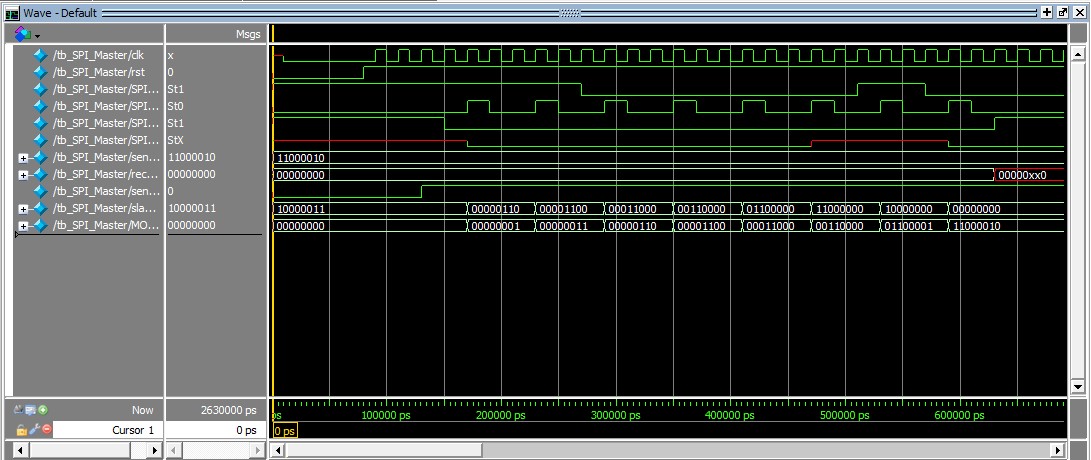 Wave - Default
Msgs
/tb_SPI_Master/clk x
/tb_SPI_Master/rst 0
/tb_SPI_Master/SPI... St1
/tb_SPI_Master/SPI... St0
/tb_SPI_Master/SPI... St1
/tb_SPI_Master/SPI... StX
/tb_SPI_Master/sen... 11000010 11000010
/tb_SPI_Master/rec... 00000000 00000000 00000xx0
/tb_SPI_Master/sen... 0
/tb_SPI_Master/sla... 10000011 10000011 00000110 00001100 00011000 00110000 01100000 11000000 10000000 00000000
/tb_SPI_Master/MO... 00000000 00000000 00000001 00000011 00000110 00001100 00011000 00110000 01100001 11000010
Now 2630000 ps ps 100000 ps 200000 ps 300000 ps 400000 ps 500000 ps 600000 ps
Cursor 1 0 ps 0 ps